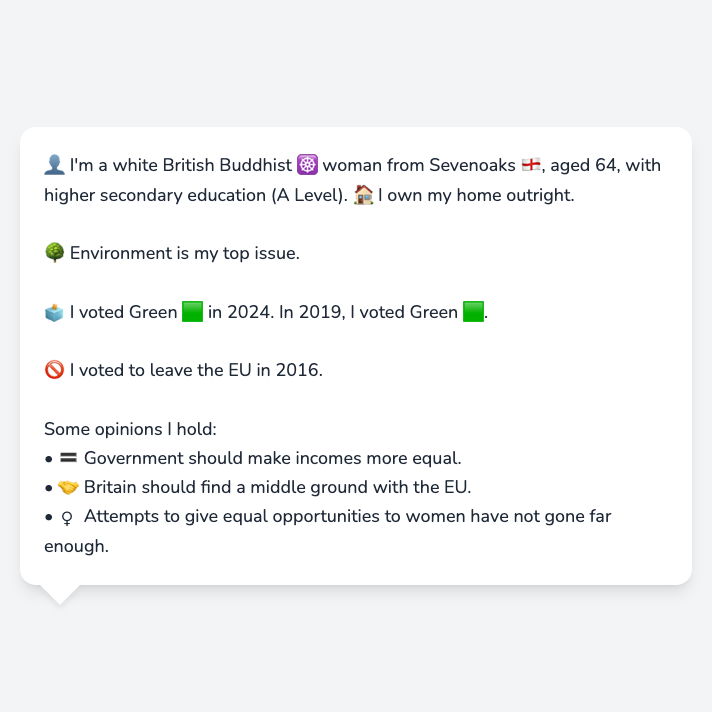 👤 I'm a white British Buddhist ☸️ woman from Sevenoaks 🏴󠁧󠁢󠁥󠁮󠁧󠁿, aged 64, with
higher secondary education (A Level). 🏠 I own my home outright.
🌳 Environment is my top issue.
🗳️ I voted Green 🟩 in 2024. In 2019, I voted Green 🟩.
🚫 I voted to leave the EU in 2016.
Some opinions I hold:
• 🟰 Government should make incomes more equal.
• 🤝 Britain should find a middle ground with the EU.
• ♀ Attempts to give equal opportunities to women have not gone far
enough.